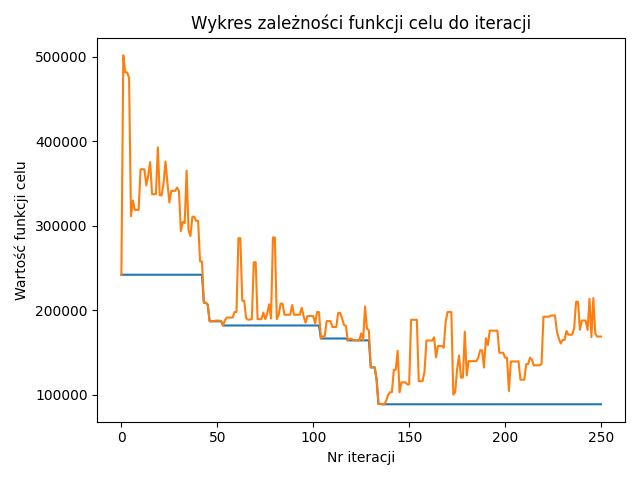 Wykres zależności funkcji celu do iteracji
500000
400000
300000
200000
100000
Wartość funkcji celu
0 50 100 150 200 250
Nr iteracji